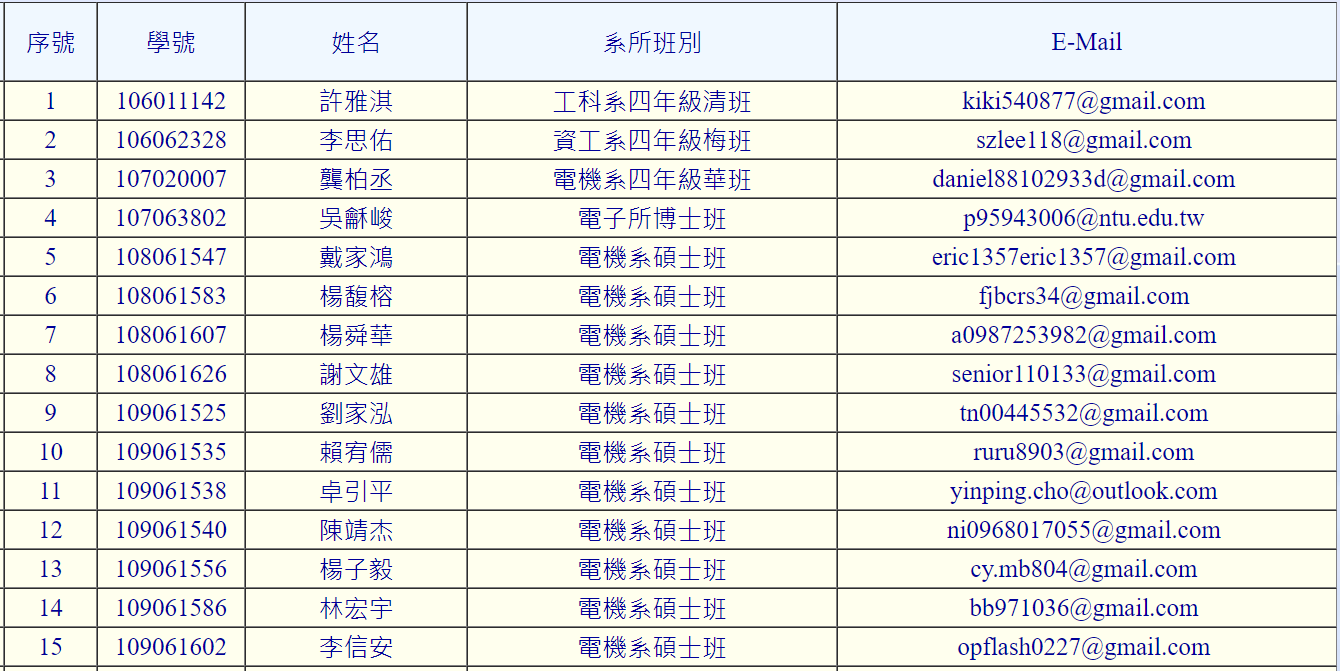 序號 學號 姓名 系所班別 E-Mail
1 106011142 許雅淇 工科系四年級清班 kiki540877@gmail.com
2 106062328 李思佑 資工系四年級梅班 szlee118@gmail.com
3 107020007 龔柏丞 電機系四年級華班 daniel88102933d@gmail.com
4 107063802 吳龢峻 電子所博士班 p95943006@ntu.edu.tw
5 108061547 戴家鴻 電機系碩士班 eric1357eric1357@gmail.com
6 108061583 楊馥榕 電機系碩士班 fjbcrs34@gmail.com
7 108061607 楊舜華 電機系碩士班 a0987253982@gmail.com
8 108061626 謝文雄 電機系碩士班 senior110133@gmail.com
9 109061525 劉家泓 電機系碩士班 tn00445532@gmail.com
10 109061535 賴宥儒 電機系碩士班 ruru8903@gmail.com
11 109061538 卓引平 電機系碩士班 yinping.cho@outlook.com
12 109061540 陳靖杰 電機系碩士班 ni0968017055@gmail.com
13 109061556 楊子毅 電機系碩士班 cy.mb804@gmail.com
14 109061586 林宏宇 電機系碩士班 bb971036@gmail.com
15 109061602 李信安 電機系碩士班 opflash0227@gmail.com